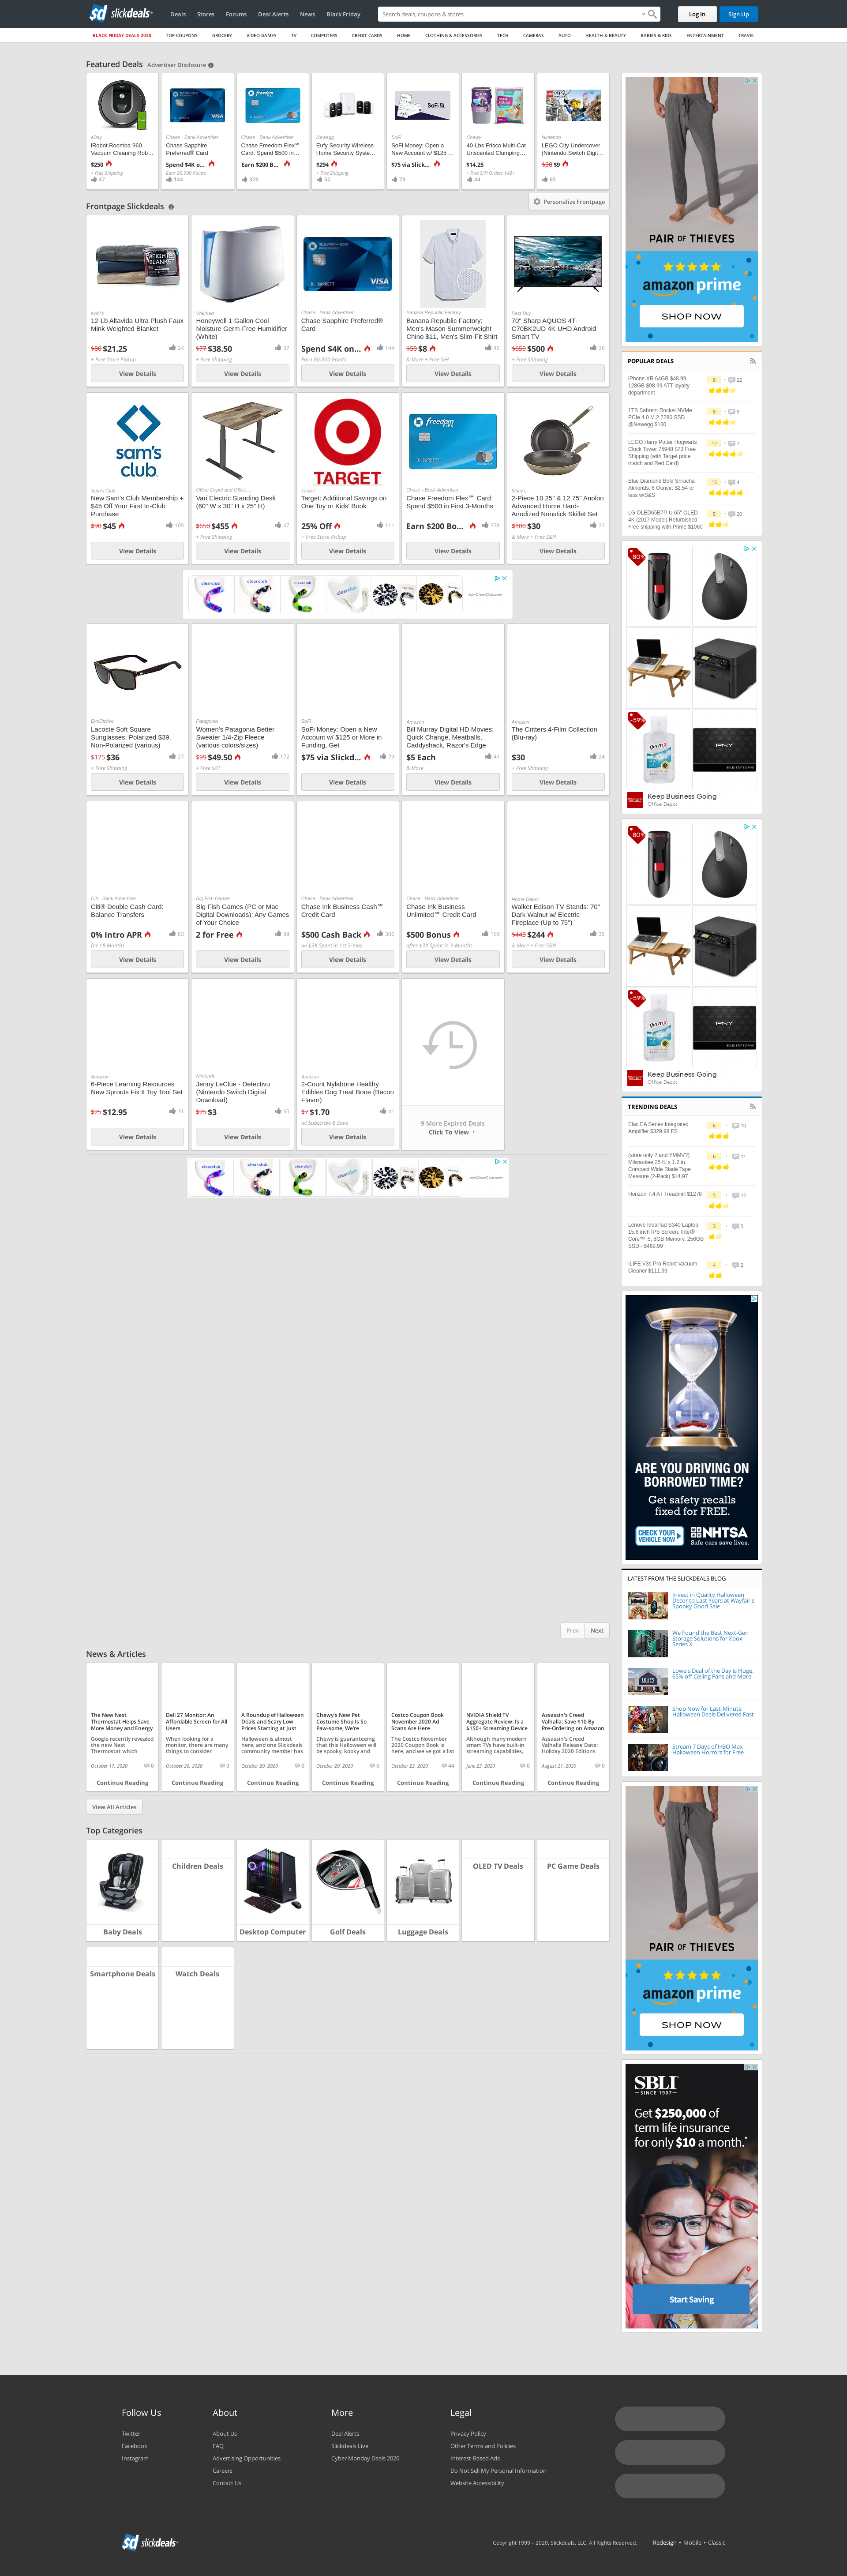 slickdeals
Deals
Stores
Forums
Deal Alerts
News
Black Friday
Search deals, coupons & stores
Log In
Sign Up
BLACK FRIDAY DEALS 2020
TOP COUPONS
GROCERY
VIDEO GAMES
TV
COMPUTERS
CREDIT CARDS
HOME
CLOTHING & ACCESSORIES
TECH
CAMERAS
AUTO
HEALTH & BEAUTY
BABIES & KIDS
ENTERTAINMENT
TRAVEL
Featured Deals Advertiser Disclosure
eBay
iRobot Roomba 960
Vacuum Cleaning Rob...
$250
+ Free Shipping
47
Chase - Bank Advertiser
Chase Sapphire
Preferred® Card
Spend $4K o...
Earn 80,000 Points
144
Chase - Bank Advertiser
Chase Freedom Flex℠
Card: Spend $500 in...
Earn $200 B...
378
Newegg
Eufy Security Wireless
Home Security Syste...
$294
+ Free Shipping
52
SoFi
SoFi Money: Open a
New Account w/ $125 ...
$75 via Slick...
79
Chewy
40-Lbs Frisco Multi-Cat
Unscented Clumping...
$14.25
+ Free S/H Orders $49+
44
Nintendo
LEGO City Undercover
(Nintendo Switch Digit...
$30 $9
65
Frontpage Slickdeals
Personalize Frontpage
Kohl's
12-Lb Altavida Ultra Plush Faux
Mink Weighted Blanket
$80 $21.25
24
+ Free Store Pickup
View Details
Walmart
Honeywell 1-Gallon Cool
Moisture Germ-Free Humidifier
(White)
$77 $38.50
37
+ Free Shipping
View Details
Chase - Bank Advertiser
Chase Sapphire Preferred®
Card
Spend $4K on...
144
Earn 80,000 Points
View Details
Banana Republic Factory
Banana Republic Factory:
Men's Mason Summerweight
Chino $11, Men's Slim-Fit Shirt
$50 $8
45
& More + Free S/H
View Details
Best Buy
70" Sharp AQUOS 4T-
C70BK2UD 4K UHD Android
Smart TV
$650 $500
36
+ Free Shipping
View Details
sam's club
Sam's Club
New Sam's Club Membership +
$45 Off Your First In-Club
Purchase
$90 $45
105
View Details
Office Depot and Office...
Vari Electric Standing Desk
(60" W x 30" H x 25" H)
$650 $455
47
+ Free Shipping
View Details
TARGET
Target
Target: Additional Savings on
One Toy or Kids' Book
25% Off
111
+ Free Store Pickup
View Details
Chase - Bank Advertiser
Chase Freedom Flex℠ Card:
Spend $500 in First 3-Months
Earn $200 Bo...
378
View Details
Macy's
2-Piece 10.25" & 12.75" Anolon
Advanced Home Hard-
Anodized Nonstick Skillet Set
$100 $30
33
& More + Free S&H
View Details
clearclub
JoinClearClub.com
EyeDictive
Lacoste Soft Square
Sunglasses: Polarized $39,
Non-Polarized (various)
$175 $36
27
+ Free Shipping
View Details
Patagonia
Women's Patagonia Better
Sweater 1/4-Zip Fleece
(various colors/sizes)
$99 $49.50
172
+ Free S/H
View Details
SoFi
SoFi Money: Open a New
Account w/ $125 or More in
Funding, Get
$75 via Slickd...
79
View Details
Amazon
Bill Murray Digital HD Movies:
Quick Change, Meatballs,
Caddyshack, Razor's Edge
$5 Each
41
& More
View Details
Amazon
The Critters 4-Film Collection
(Blu-ray)
$30
24
+ Free Shipping
View Details
Citi - Bank Advertiser
Citi® Double Cash Card:
Balance Transfers
0% Intro APR
83
for 18 Months
View Details
Big Fish Games
Big Fish Games (PC or Mac
Digital Downloads): Any Games
of Your Choice
2 for Free
98
View Details
Chase - Bank Advertiser
Chase Ink Business Cash℠
Credit Card
$500 Cash Back
306
w/ $3K Spent in 1st 3-mos
View Details
Chase - Bank Advertiser
Chase Ink Business
Unlimited℠ Credit Card
$500 Bonus
169
after $3K Spent in 3-Months
View Details
Home Depot
Walker Edison TV Stands: 70"
Dark Walnut w/ Electric
Fireplace (Up to 75")
$443 $244
35
& More + Free S&H
View Details
Amazon
6-Piece Learning Resources
New Sprouts Fix It Toy Tool Set
$25 $12.95
31
View Details
Nintendo
Jenny LeClue - Detectivu
(Nintendo Switch Digital
Download)
$25 $3
50
View Details
Amazon
2-Count Nylabone Healthy
Edibles Dog Treat Bone (Bacon
Flavor)
$7 $1.70
41
w/ Subscribe & Save
View Details
9 More Expired Deals
Click To View
JoinClearClub.com
Prev
Next
News & Articles
The New Nest
Thermostat Helps Save
More Money and Energy
Google recently revealed
the new Nest
Thermostat which
October 17, 2020
0
Continue Reading
Dell 27 Monitor: An
Affordable Screen for All
Users
When looking for a
monitor, there are many
things to consider
October 20, 2020
0
Continue Reading
A Roundup of Halloween
Deals and Scary Low
Prices Starting at Just
Halloween is almost
here, and one Slickdeals
community member has
October 20, 2020
0
Continue Reading
Chewy's New Pet
Costume Shop Is So
Paw-some, We're
Chewy is guaranteeing
that this Halloween will
be spooky, kooky and
October 20, 2020
0
Continue Reading
Costco Coupon Book
November 2020 Ad
Scans Are Here
The Costco November
2020 Coupon Book is
here, and we've got a list
October 22, 2020
44
Continue Reading
NVIDIA Shield TV
Aggregate Review: Is a
$150+ Streaming Device
Although many modern
smart TVs have built-in
streaming capabilities,
June 23, 2020
0
Continue Reading
Assassin's Creed
Valhalla: Save $10 By
Pre-Ordering on Amazon
Assassin's Creed
Valhalla Release Date:
Holiday 2020 Editions
August 21, 2020
0
Continue Reading
View All Articles
Top Categories
Baby Deals
Children Deals
Desktop Computer
Golf Deals
Luggage Deals
OLED TV Deals
PC Game Deals
Smartphone Deals
Watch Deals
PAIR OF THIEVES
amazon prime
SHOP NOW
POPULAR DEALS
iPhone XR 64GB $48.99,
128GB $98.99 ATT loyalty
department
8
22
1TB Sabrent Rocket NVMe
PCIe 4.0 M.2 2280 SSD
@Newegg $160
8
9
LEGO Harry Potter Hogwarts
Clock Tower 75948 $73 Free
Shipping (with Target price
match and Red Card)
12
7
Blue Diamond Bold Sriracha
Almonds, 6 Ounce: $2.54 or
less w/S&S
15
4
LG OLED65B7P-U 65" OLED
4K (2017 Model) Refurbished
Free shipping with Prime $1060
5
20
-80%
-59%
PNY
Keep Business Going
Office Depot
-80%
-59%
PNY
Keep Business Going
Office Depot
TRENDING DEALS
Elac EA Series Integrated
Amplifier $329.98 FS
6
10
(store only ? and YMMV?)
Milwaukee 25 ft. x 1.2 in.
Compact Wide Blade Tape
Measure (2-Pack) $14.97
6
11
Horizon 7.4 AT Treadmill $1278
5
12
Lenovo IdeaPad S340 Laptop,
15.6 inch IPS Screen, Intel®
Core™ i5, 8GB Memory, 256GB
SSD - $469.99
3
5
ILIFE V3s Pro Robot Vacuum
Cleaner $111.99
4
2
ARE YOU DRIVING ON
BORROWED TIME?
Get safety recalls
fixed for FREE.
CHECK YOUR
VEHICLE NOW
NHTSA
Safe cars save lives.
LATEST FROM THE SLICKDEALS BLOG
Invest in Quality Halloween
Decor to Last Years at Wayfair's
Spooky Good Sale
We Found the Best Next-Gen
Storage Solutions for Xbox
Series X
Lowe's Deal of the Day is Huge:
65% off Ceiling Fans and More
Shop Now for Last-Minute
Halloween Deals Delivered Fast
Stream 7 Days of HBO Max
Halloween Horrors for Free
PAIR OF THIEVES
amazon prime
SHOP NOW
SBLI
SINCE 1907
Get $250,000 of
term life insurance
for only $10 a month.*
Start Saving
Follow Us
Twitter
Facebook
Instagram
About
About Us
FAQ
Advertising Opportunities
Careers
Contact Us
More
Deal Alerts
Slickdeals Live
Cyber Monday Deals 2020
Legal
Privacy Policy
Other Terms and Policies
Interest-Based Ads
Do Not Sell My Personal Information
Website Accessibility
slickdeals
Copyright 1999 – 2020. Slickdeals, LLC. All Rights Reserved.
Redesign • Mobile • Classic